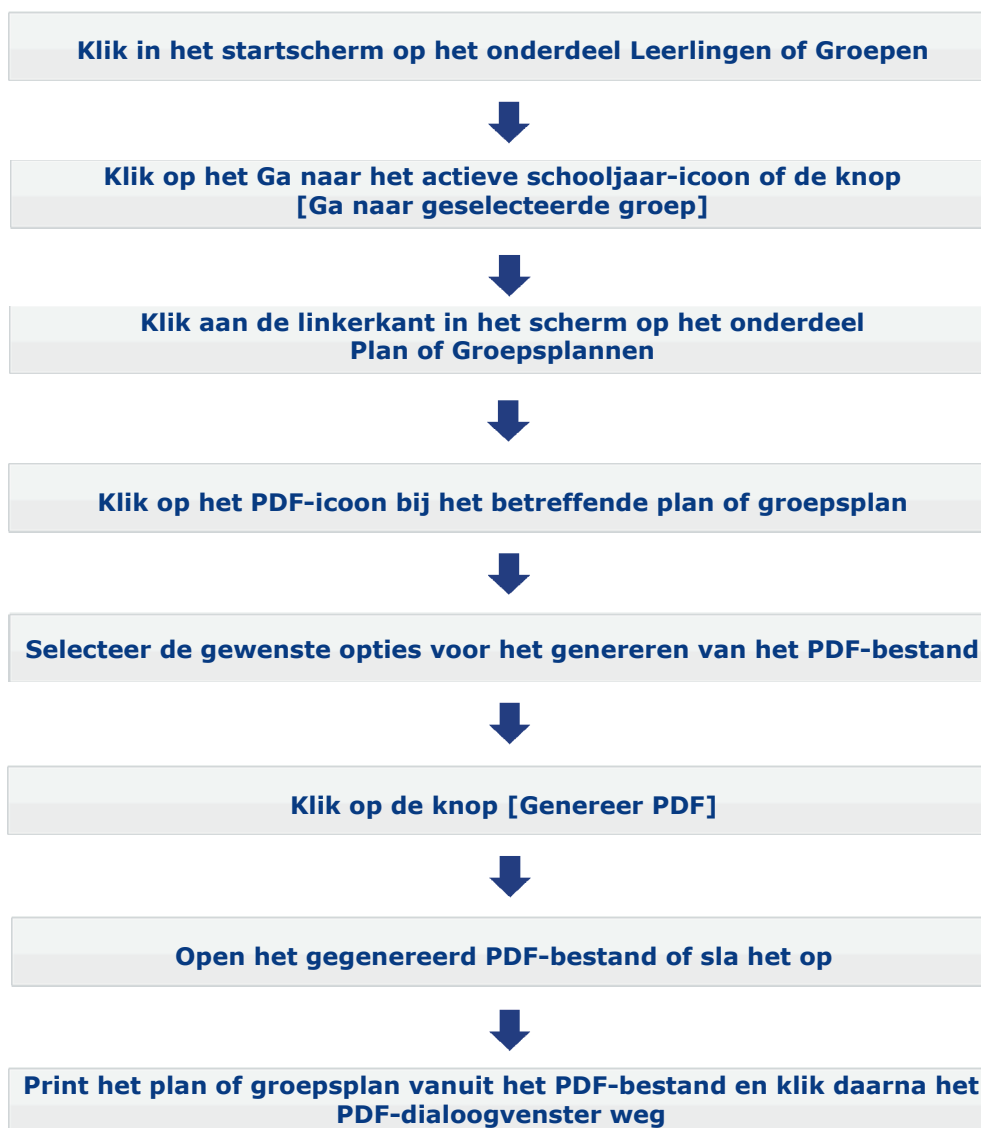 Klik in het startscherm op het onderdeel Leerlingen of Groepen
Klik op het Ga naar het actieve schooljaar-icoon of de knop
[Ga naar geselecteerde groep]
Klik aan de linkerkant in het scherm op het onderdeel
Plan of Groepsplannen
Klik op het PDF-icoon bij het betreffende plan of groepsplan
Selecteer de gewenste opties voor het genereren van het PDF-bestand
Klik op de knop [Genereer PDF]
Open het gegenereerd PDF-bestand of sla het op
Print het plan of groepsplan vanuit het PDF-bestand en klik daarna het
PDF-dialoogvenster weg